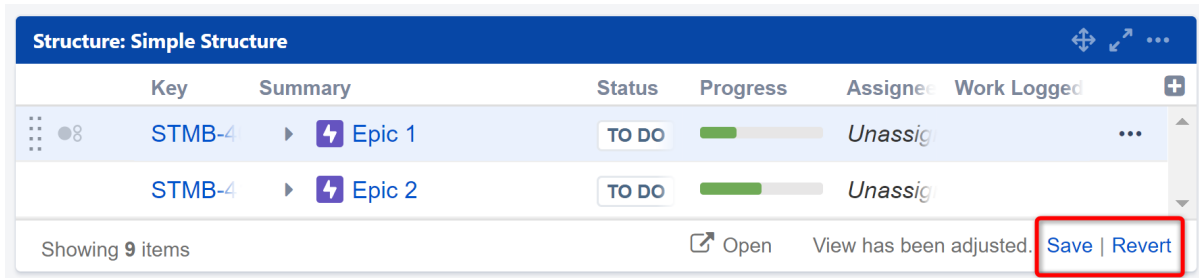 Structure: Simple Structure
Key Summary Status Progress Assignee Work Logged
STMB-4 Epic 1 TO DO Unassig
STMB-4 Epic 2 TO DO Unassig
Showing 9 items Open View has been adjusted. Save | Revert